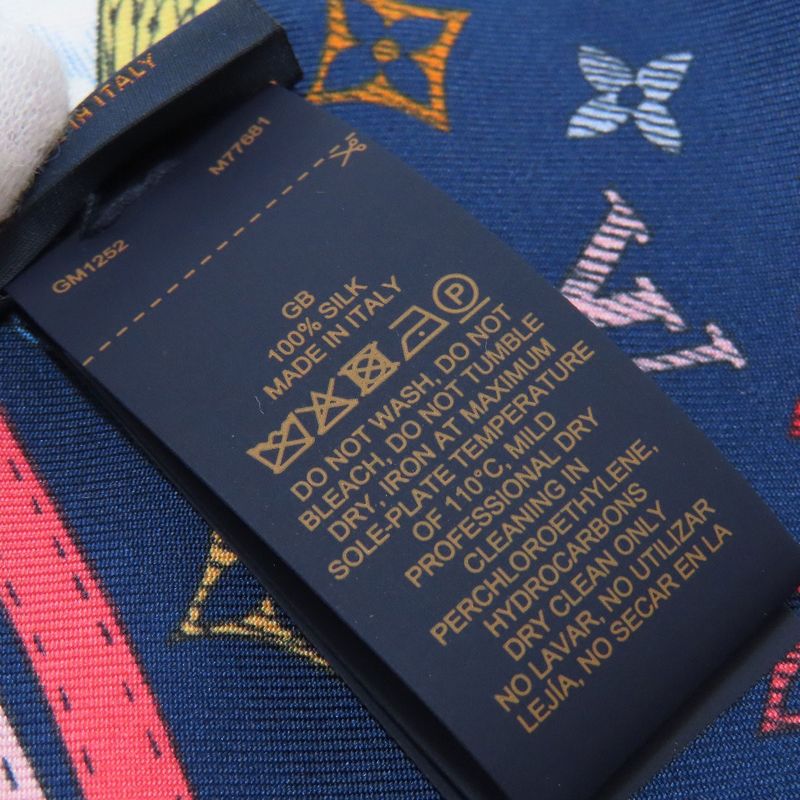 IN ITALY
M77681
GM1252
GB
100% SILK
MADE IN ITALY
DO NOT WASH, DO NOT
BLEACH, DO NOT TUMBLE
DRY, IRON AT MAXIMUM
SOLE-PLATE TEMPERATURE
OF 110°C, MILD
PROFESSIONAL DRY
CLEANING IN
PERCHLOROETHYLENE,
HYDROCARBONS
DRY CLEAN ONLY
NO LAVAR, NO UTILIZAR
LEJÍA, NO SECAR EN LA